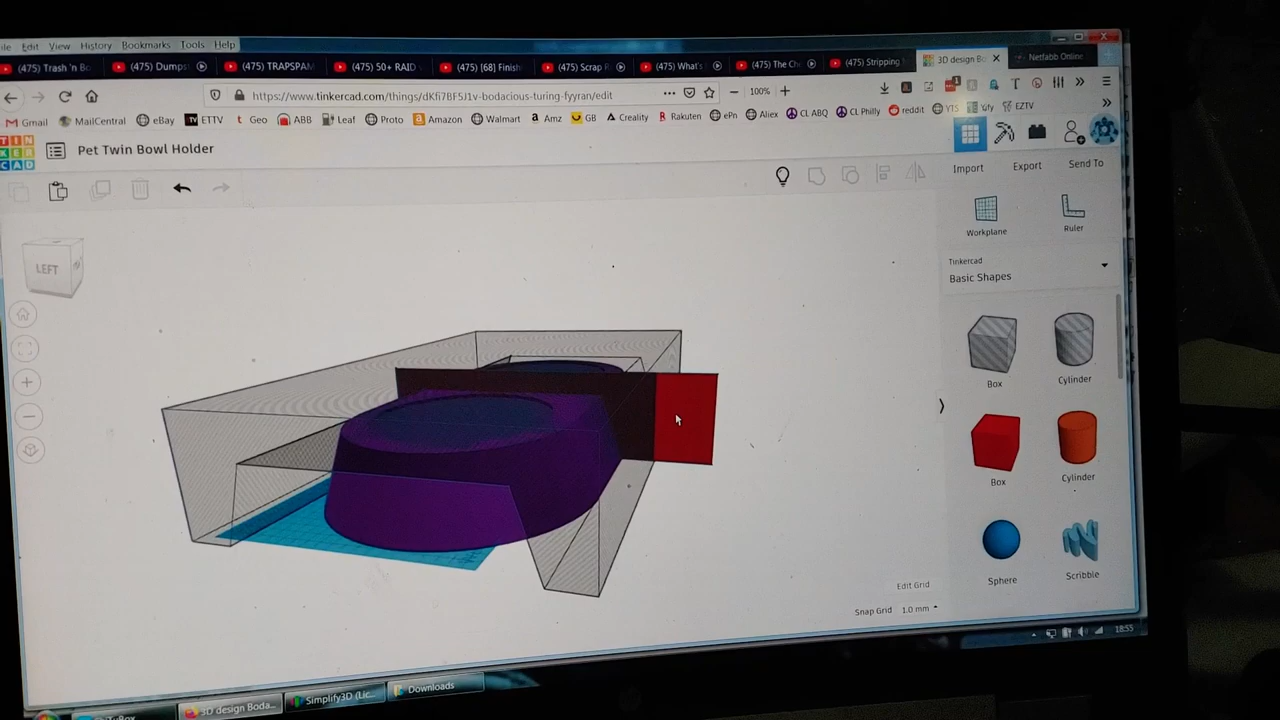 ile Edit View History Bookmarks Tools Help
(475) Trash 'n Bo (475) Dumps (475) TRAPSPAM (475) 50+ RAID (475) [68] Finish (475) Scrap R (475) What's (475) The Ch (475) Stripping 3D design Bo Netfabb Online
https://www.tinkercad.com/things/dKfi7BF5J1v-bodacious-turing-fyyran/edit 100%
Gmail MailCentral eBay ETTV Geo ABB Leaf Proto Amazon Walmart Amz GB Creality Rakuten ePn Aliex CL ABQ CL Philly reddit YTS Yify EZTV
TIN
KER
CAD
Pet Twin Bowl Holder
Import Export Send To
Workplane Ruler
LEFT
Tinkercad
Basic Shapes
Box Cylinder
Box Cylinder
Sphere Scribble
Edit Grid
Snap Grid 1.0 mm
18:55
3D design Boda... Simplify3D (Lic... Downloads